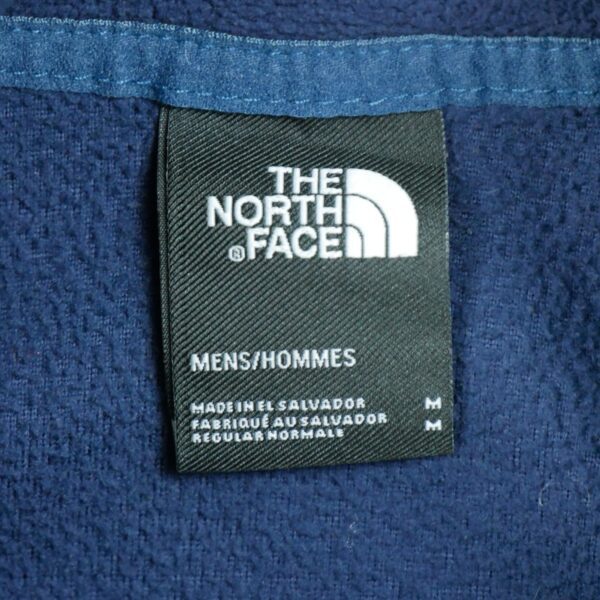 THE
NORTH
® FACE
MENS/HOMMES
MADE IN EL SALVADOR M
FABRIQUÉ AU SALVADOR M
REGULAR NORMALE